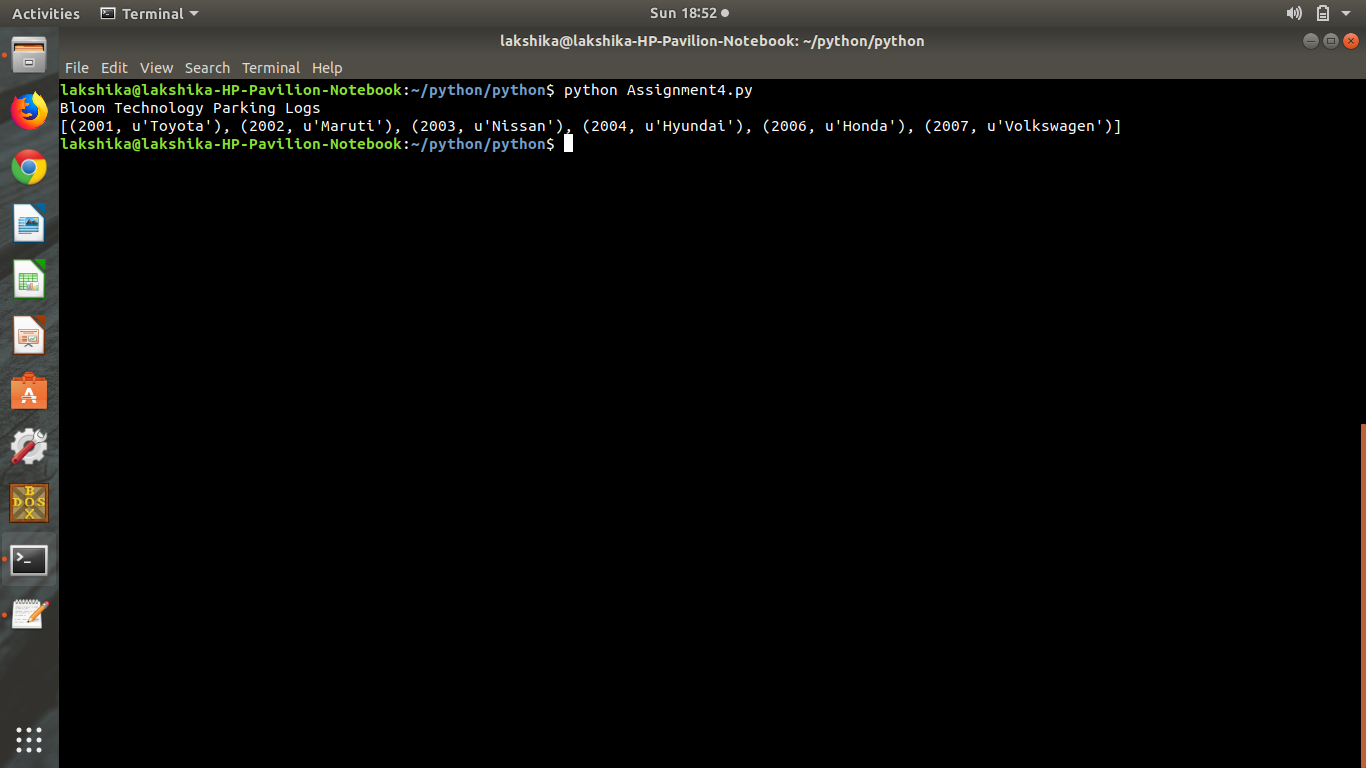 Activities Terminal Sun 18:52
lakshika@lakshika-HP-Pavilion-Notebook: ~/python/python
File Edit View Search Terminal Help
lakshika@lakshika-HP-Pavilion-Notebook:~/python/python$ python Assignment4.py
Bloom Technology Parking Logs
[(2001, u'Toyota'), (2002, u'Maruti'), (2003, u'Nissan'), (2004, u'Hyundai'), (2006, u'Honda'), (2007, u'Volkswagen')]
lakshika@lakshika-HP-Pavilion-Notebook:~/python/python$
A
>_
B
DOS
X